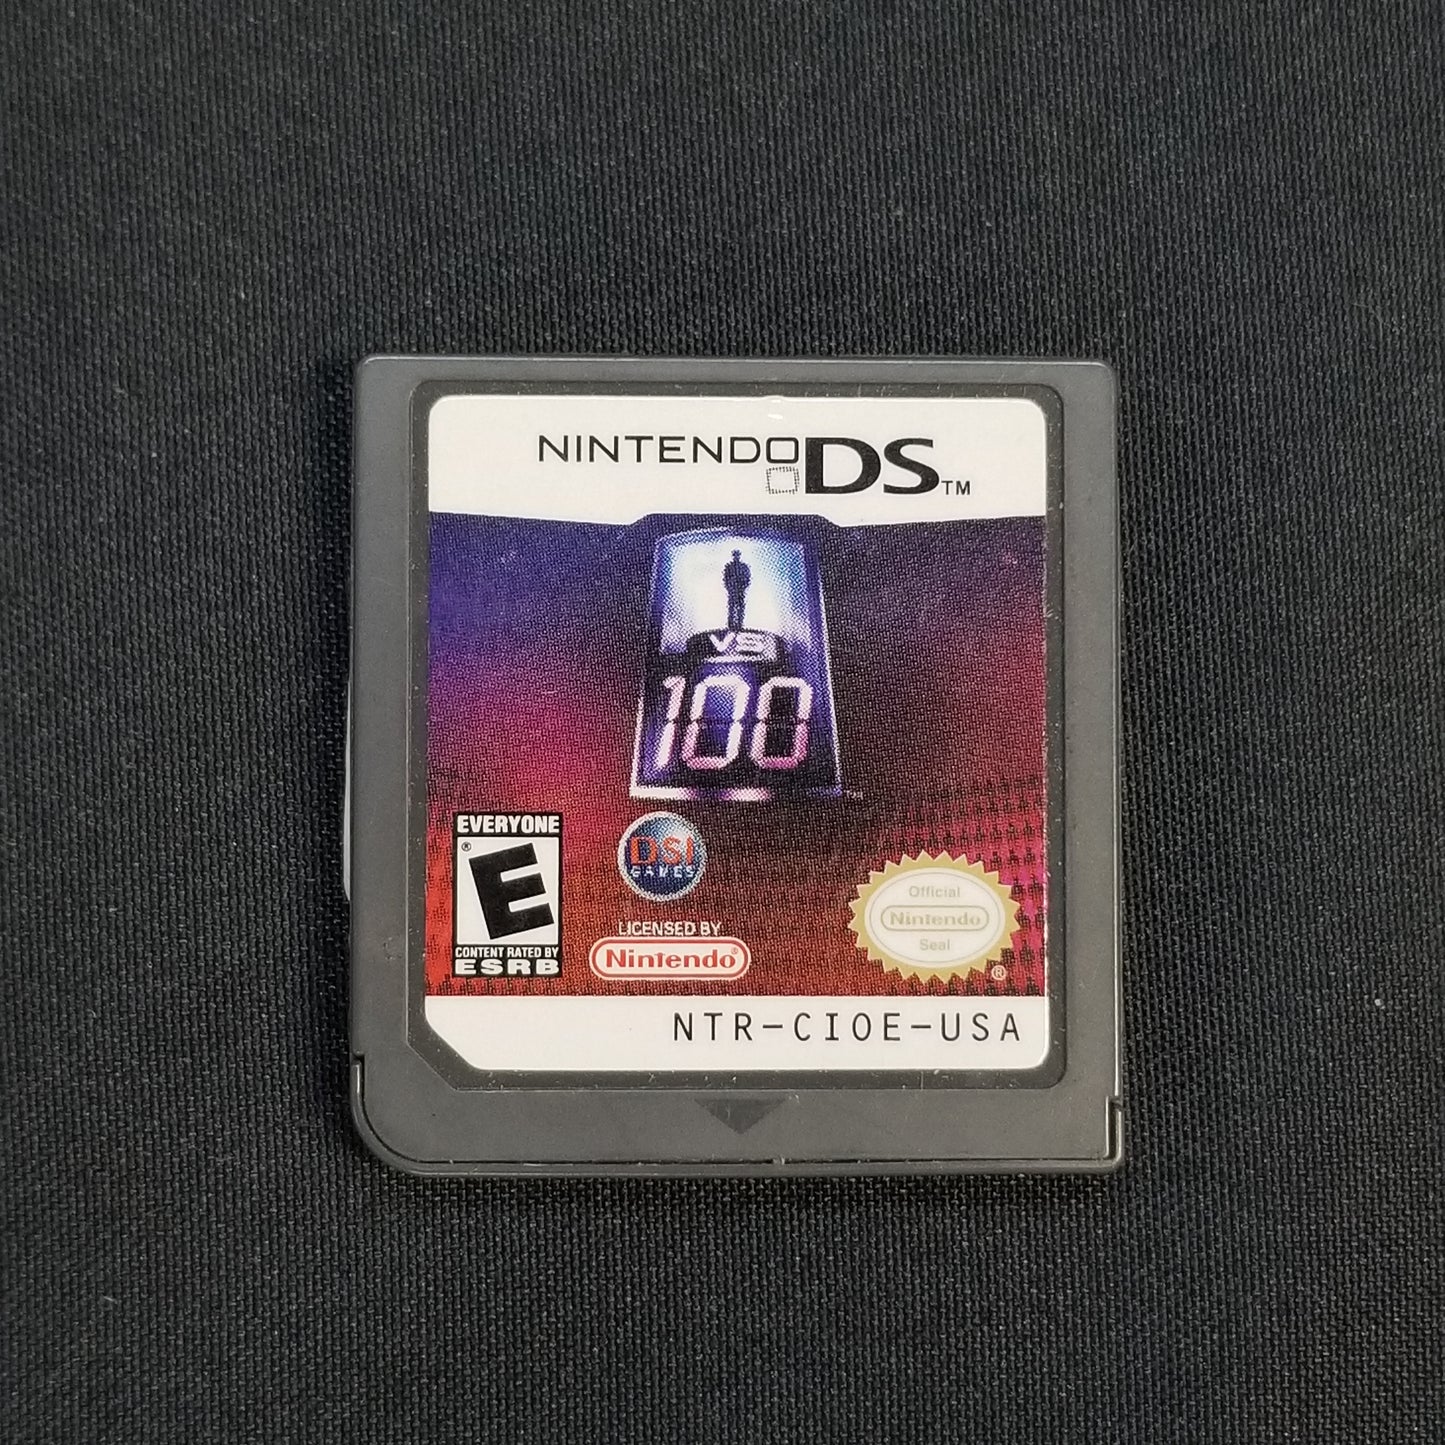 NINTENDO DS™
VS
100
EVERYONE
E
®
CONTENT RATED BY
ESRB
DSI
GAMES
LICENSED BY
Nintendo®
Official
Nintendo
Seal
®
NTR-CIOE-USA